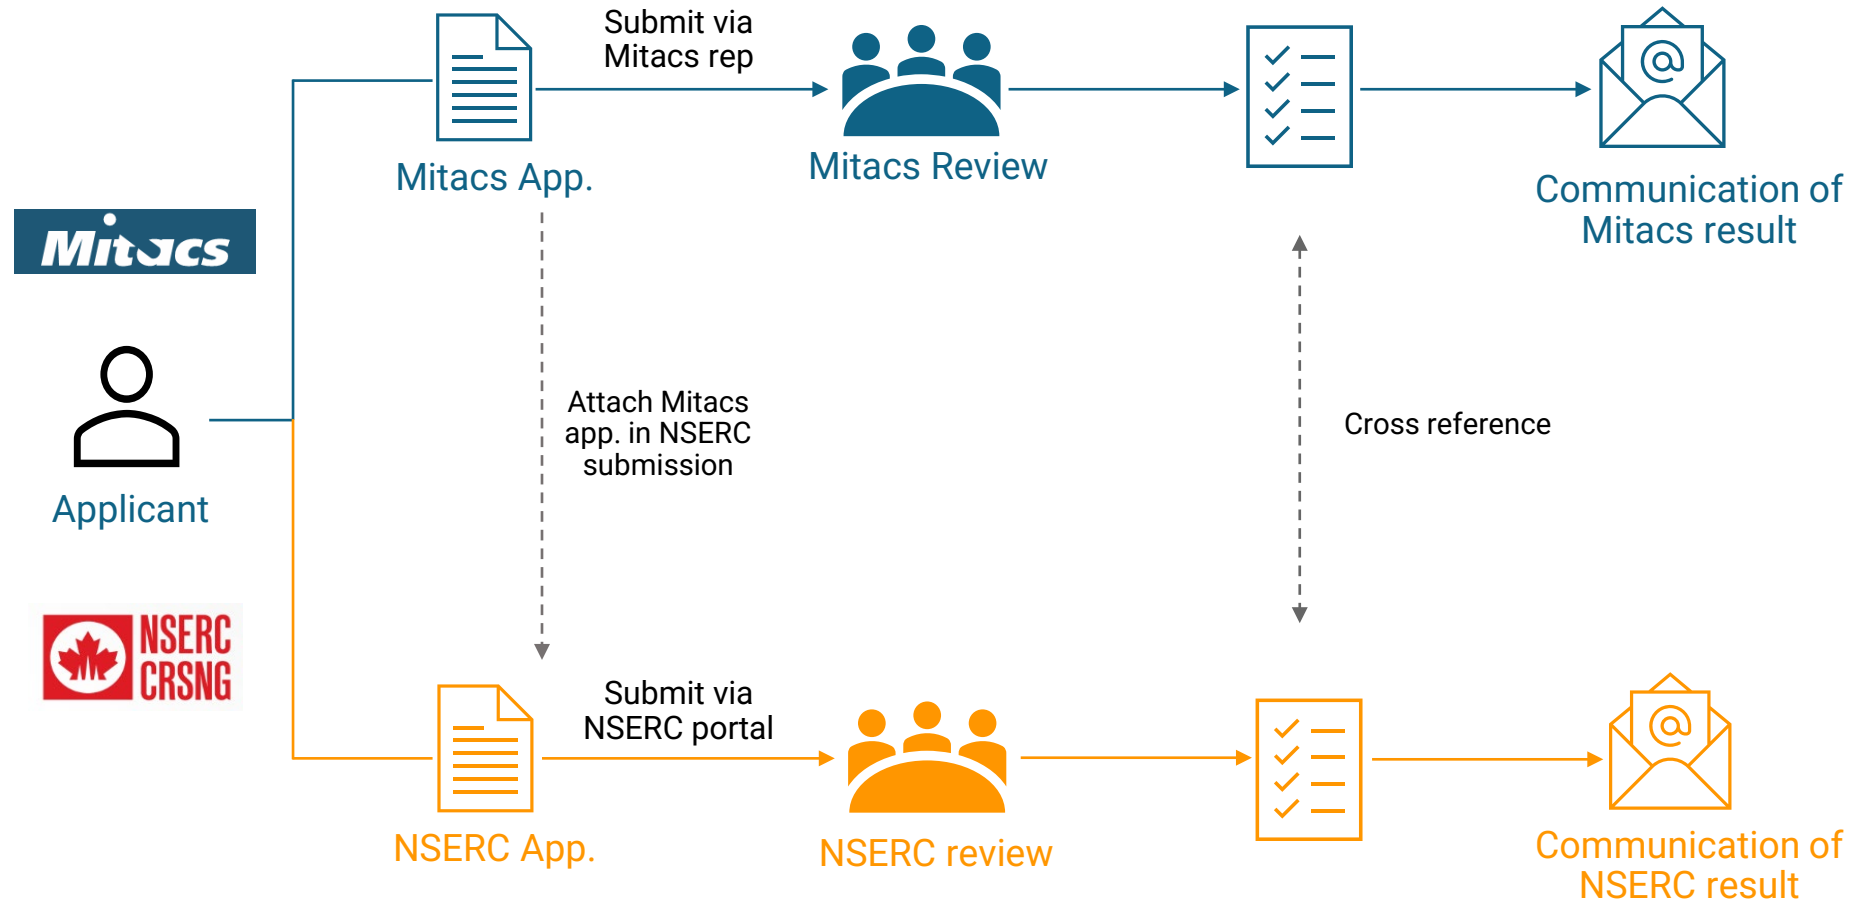 Submit via
Mitacs rep
Mitacs App.
Mitacs Review
Communication of
Mitacs result
Mitacs
Applicant
Attach Mitacs
app. in NSERC
submission
Cross reference
NSERC
CRSNG
Submit via
NSERC portal
NSERC App.
NSERC review
Communication of
NSERC result